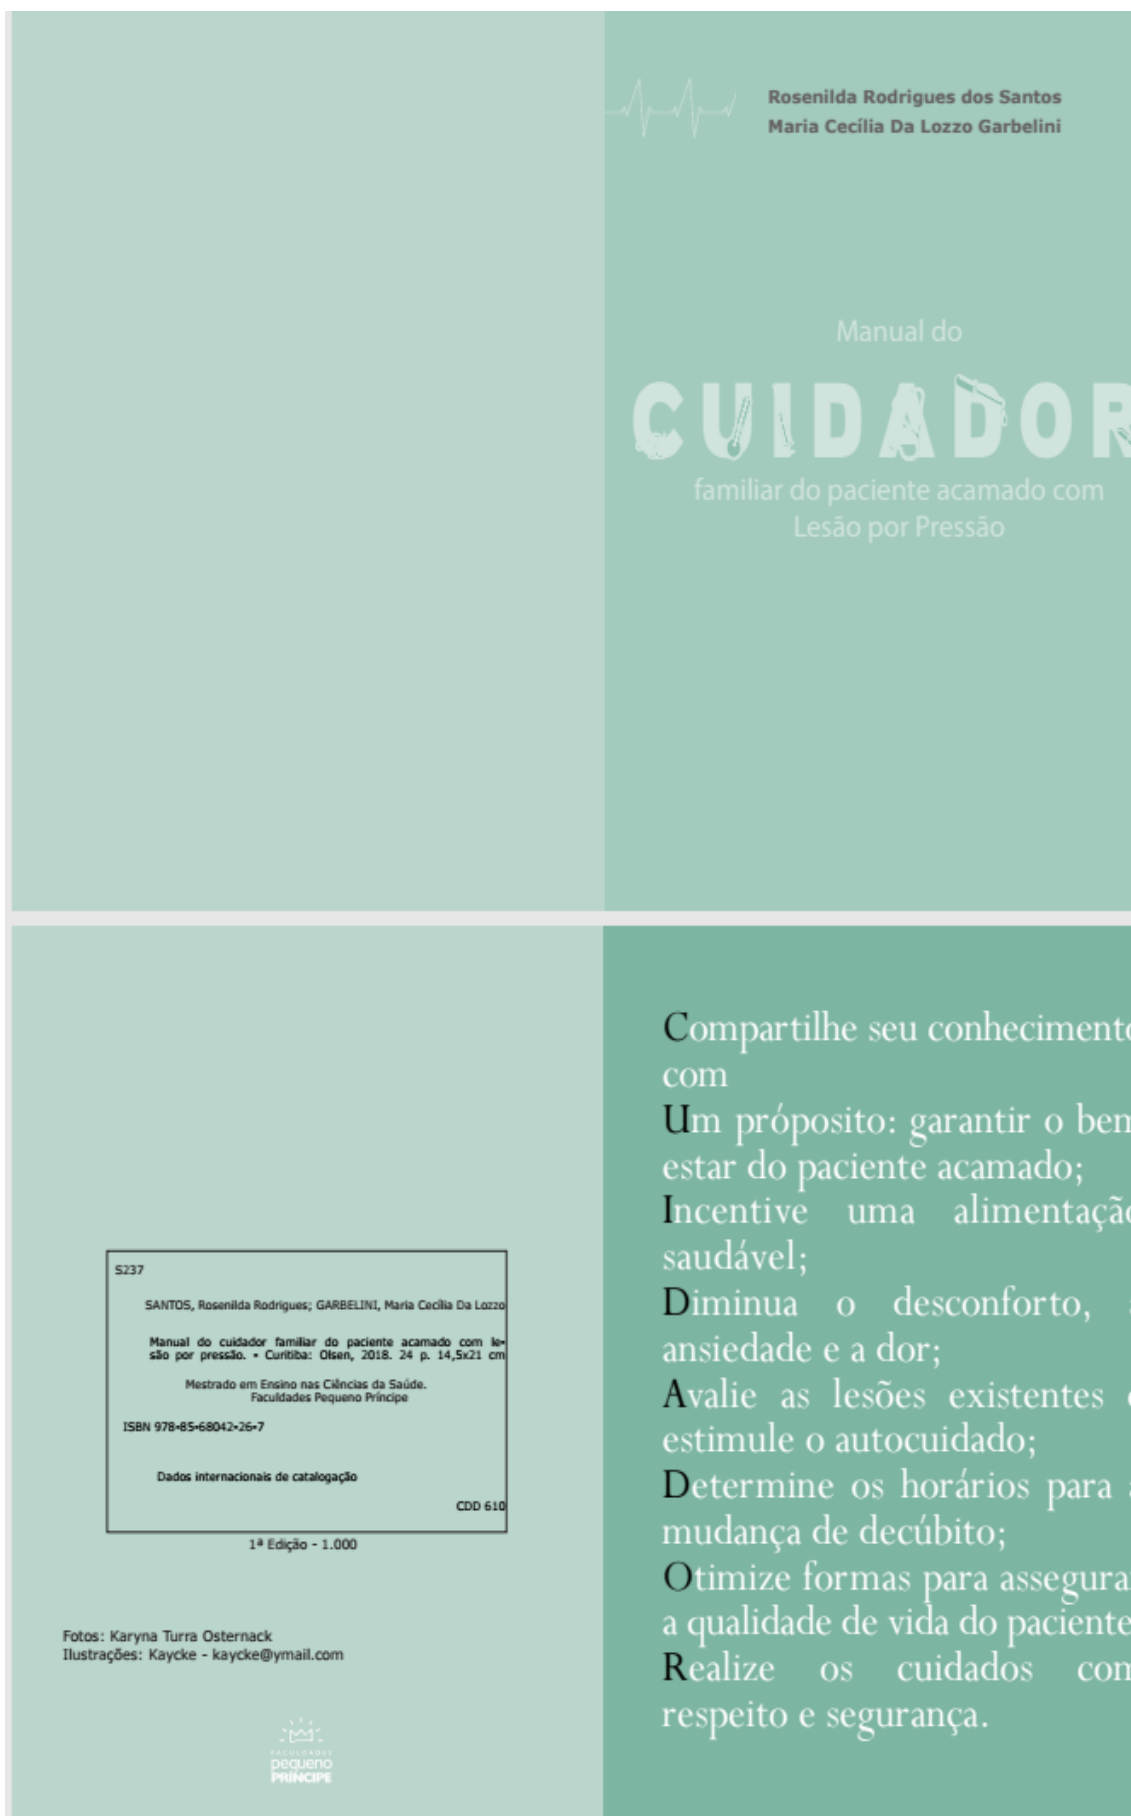 Rosenilda Rodrigues dos Santos
Maria Cecília Da Lozzo Garbelini
Manual do
CUIDADOR
familiar do paciente acamado com
Lesão por Pressão
S237
SANTOS, Rosenilda Rodrigues; GARBELINI, Maria Cecília Da Lozzo
Manual do cuidador familiar do paciente acamado com le-
são por pressão. - Curitiba: Olsen, 2018. 24 p. 14,5x21 cm
Mestrado em Ensino nas Ciências da Saúde.
Faculdades Pequeno Príncipe
ISBN 978-85-68042-26-7
Dados internacionais de catalogação
CDD 610
1ª Edição - 1.000
Fotos: Karyna Turra Osternack
Ilustrações: Kaycke - kaycke@ymail.com
FACULDADES
pequeno
PRÍNCIPE
Compartilhe seu conhecimento
com
Um próposito: garantir o bem
estar do paciente acamado;
Incentive uma alimentação
saudável;
Diminua o desconforto, a
ansiedade e a dor;
Avalie as lesões existentes e
estimule o autocuidado;
Determine os horários para a
mudança de decúbito;
Otimize formas para assegurar
a qualidade de vida do paciente
Realize os cuidados com
respeito e segurança.